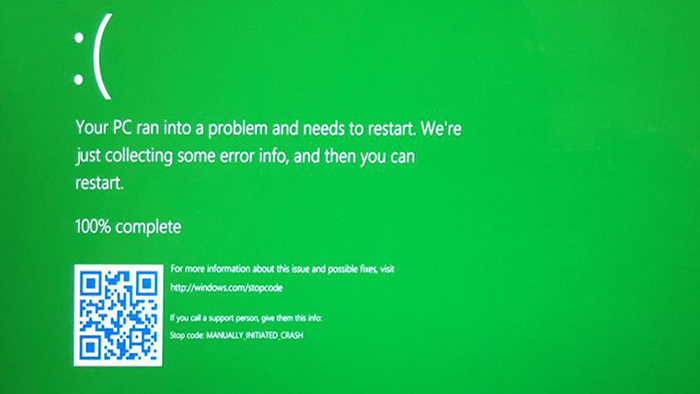 :(
Your PC ran into a problem and needs to restart. We're
just collecting some error info, and then you can
restart.
100% complete
For more information about this issue and possible fixes, visit
http://windows.com/stopcode
If you call a support person, give them this info:
Stop code: MANUALLY_INITIATED_CRASH